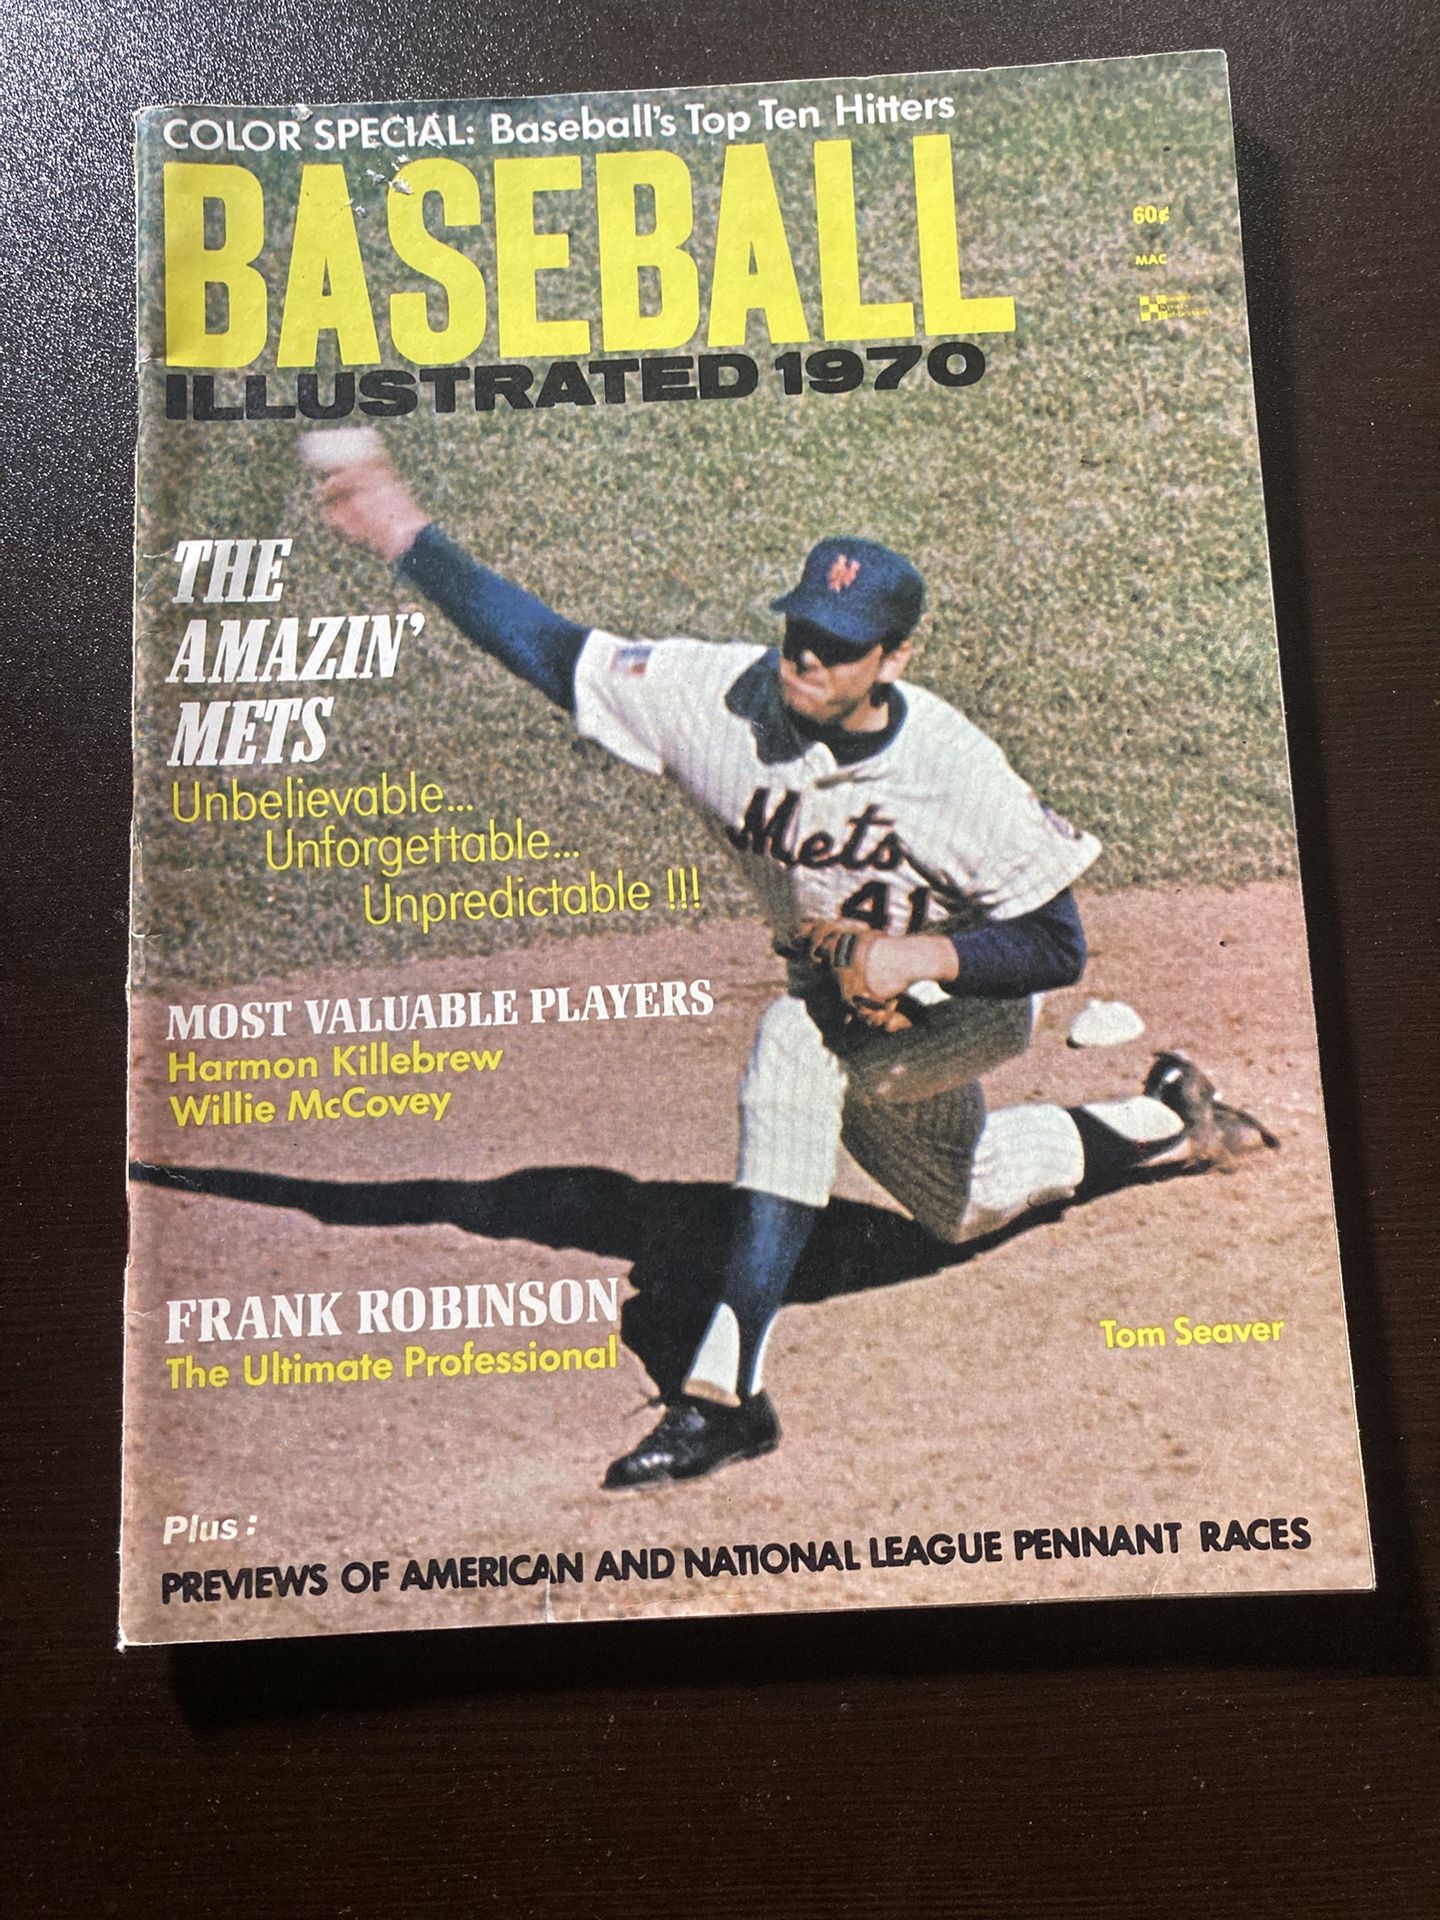 COLOR SPECIAL: Baseball's Top Ten Hitters
BASEBALL
60¢
MAC
ILLUSTRATED 1970
THE
AMAZIN'
METS
Unbelievable...
Unforgettable...
Unpredictable !!!
NY
Mets
41
MOST VALUABLE PLAYERS
Harmon Killebrew
Willie McCovey
FRANK ROBINSON
The Ultimate Professional
Tom Seaver
Plus:
PREVIEWS OF AMERICAN AND NATIONAL LEAGUE PENNANT RACES